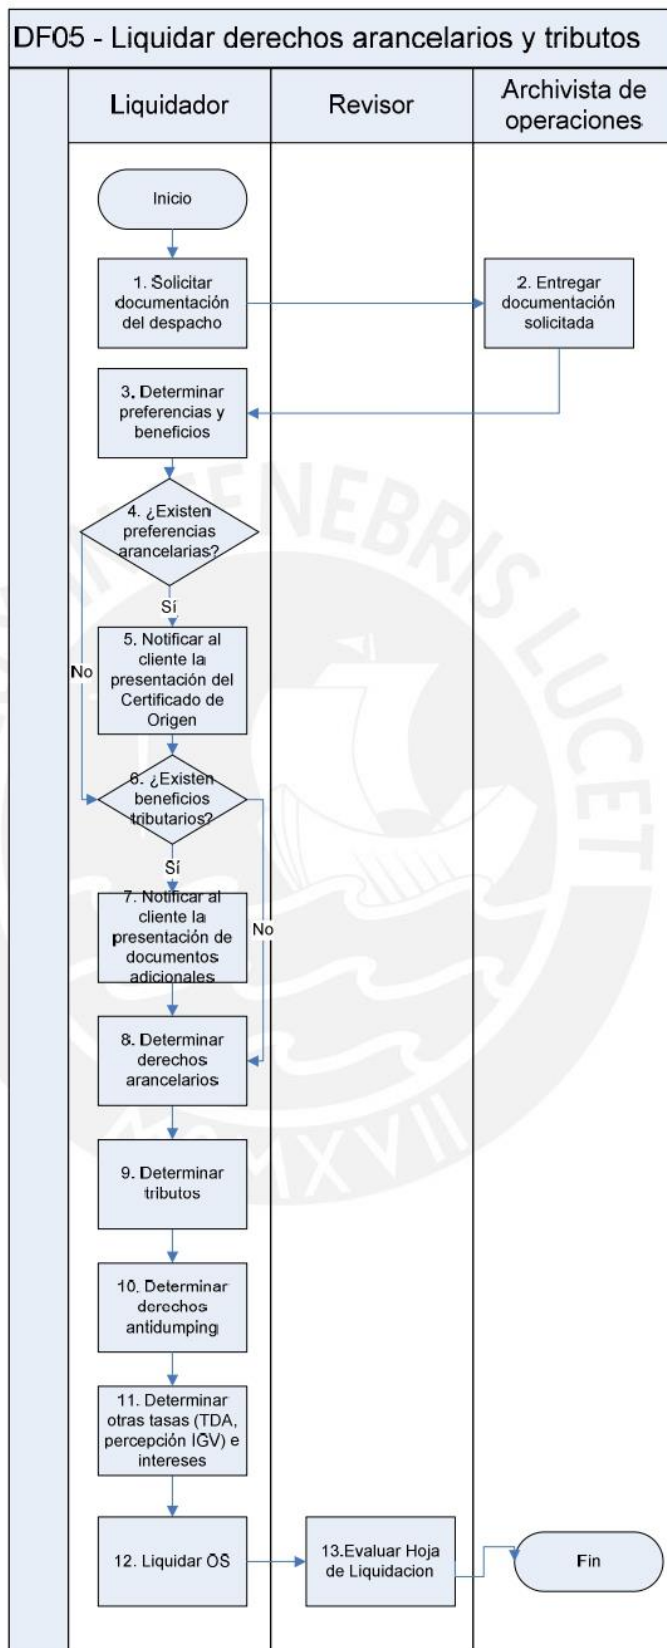 DF05 - Liquidar derechos arancelarios y tributos
Liquidador
Revisor
Archivista de
operaciones
Inicio
1. Solicitar
documentación
del despacho
2. Entregar
documentación
solicitada
3. Determinar
preferencias y
beneficios
4. ¿Existen
preferencias
arancelarias?
Sí
No
5. Notificar al
cliente la
presentación del
Certificado de
Origen
6. ¿Existen
beneficios
tributarios?
Sí
No
7. Notificar al
cliente la
presentación de
documentos
adicionales
8. Determinar
derechos
arancelarios
9. Determinar
tributos
10. Determinar
derechos
antidumping
11. Determinar
otras tasas (TDA,
percepción IGV) e
intereses
12. Liquidar OS
13.Evaluar Hoja
de Liquidacion
Fin
TENEBRIS LUCET
MCMXVII